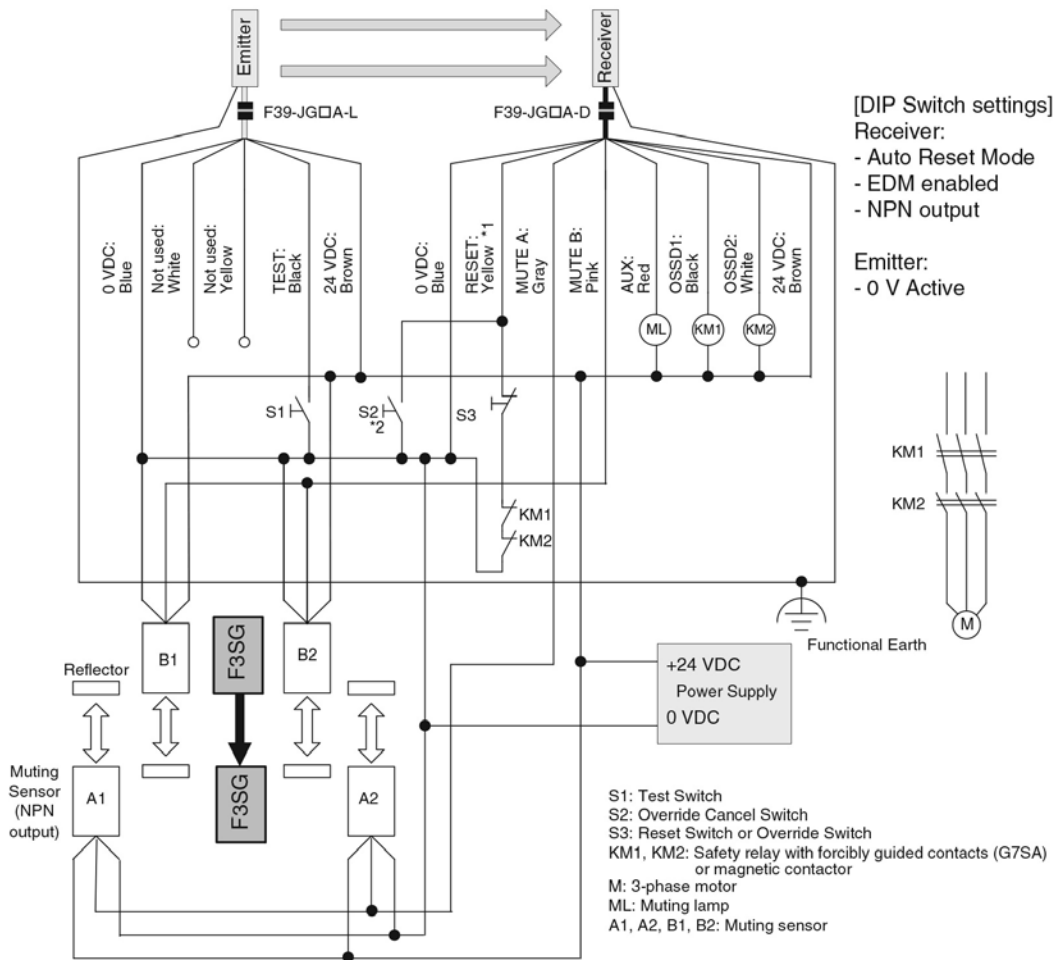 Emitter
Receiver
F39-JG□A-L
F39-JG□A-D
[DIP Switch settings]
Receiver:
- Auto Reset Mode
- EDM enabled
- NPN output
Emitter:
- 0 V Active
0 VDC:
Blue
Not used:
White
Not used:
Yellow
TEST:
Black
24 VDC:
Brown
0 VDC:
Blue
RESET:
Yellow *1
MUTE A:
Gray
MUTE B:
Pink
AUX:
Red
OSSD1:
Black
OSSD2:
White
24 VDC:
Brown
ML
KM1
KM2
S1
S2
*2
S3
KM1
KM2
KM1
KM2
M
Functional Earth
B1
F3SG
B2
Reflector
+24 VDC
Power Supply
0 VDC
Muting
Sensor
(NPN
output)
A1
F3SG
A2
S1: Test Switch
S2: Override Cancel Switch
S3: Reset Switch or Override Switch
KM1, KM2: Safety relay with forcibly guided contacts (G7SA)
or magnetic contactor
M: 3-phase motor
ML: Muting lamp
A1, A2, B1, B2: Muting sensor